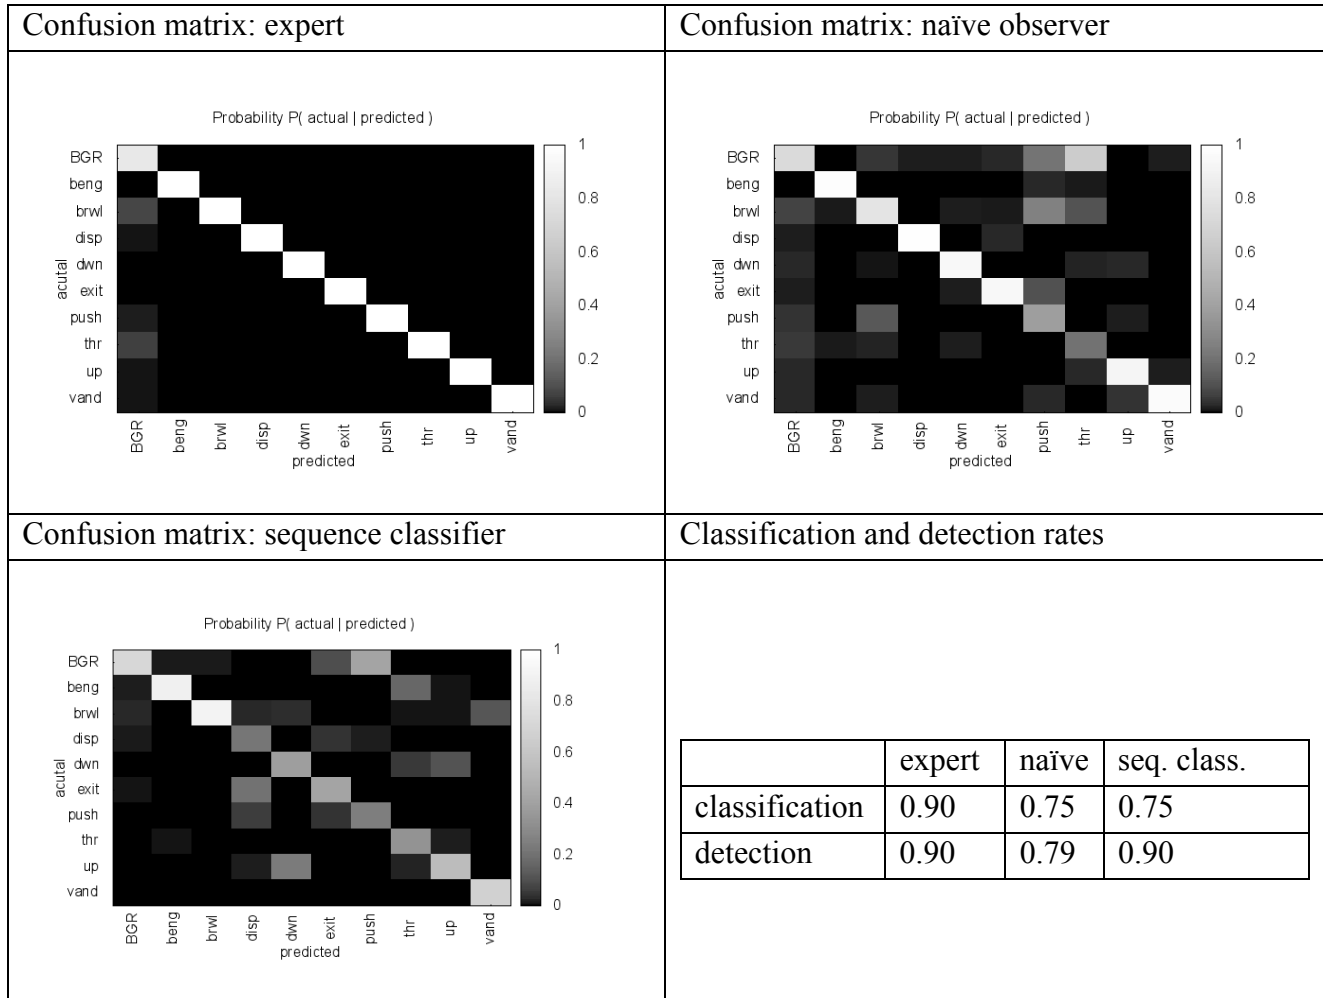 Confusion matrix: expert
Confusion matrix: naïve observer
Probability P( actual | predicted )
BGR
beng
brwl
disp
dwn
exit
push
thr
up
vand
acutal
1
0.8
0.6
0.4
0.2
0
BGR
beng
brwl
disp
dwn
exit
push
thr
up
vand
predicted
Probability P( actual | predicted )
BGR
beng
brwl
disp
dwn
exit
push
thr
up
vand
acutal
1
0.8
0.6
0.4
0.2
0
BGR
beng
brwl
disp
dwn
exit
push
thr
up
vand
predicted
Confusion matrix: sequence classifier
Classification and detection rates
Probability P( actual | predicted )
BGR
beng
brwl
disp
dwn
exit
push
thr
up
vand
acutal
1
0.8
0.6
0.4
0.2
0
BGR
beng
brwl
disp
dwn
exit
push
thr
up
vand
predicted
expert naïve seq. class.
classification 0.90 0.75 0.75
detection 0.90 0.79 0.90